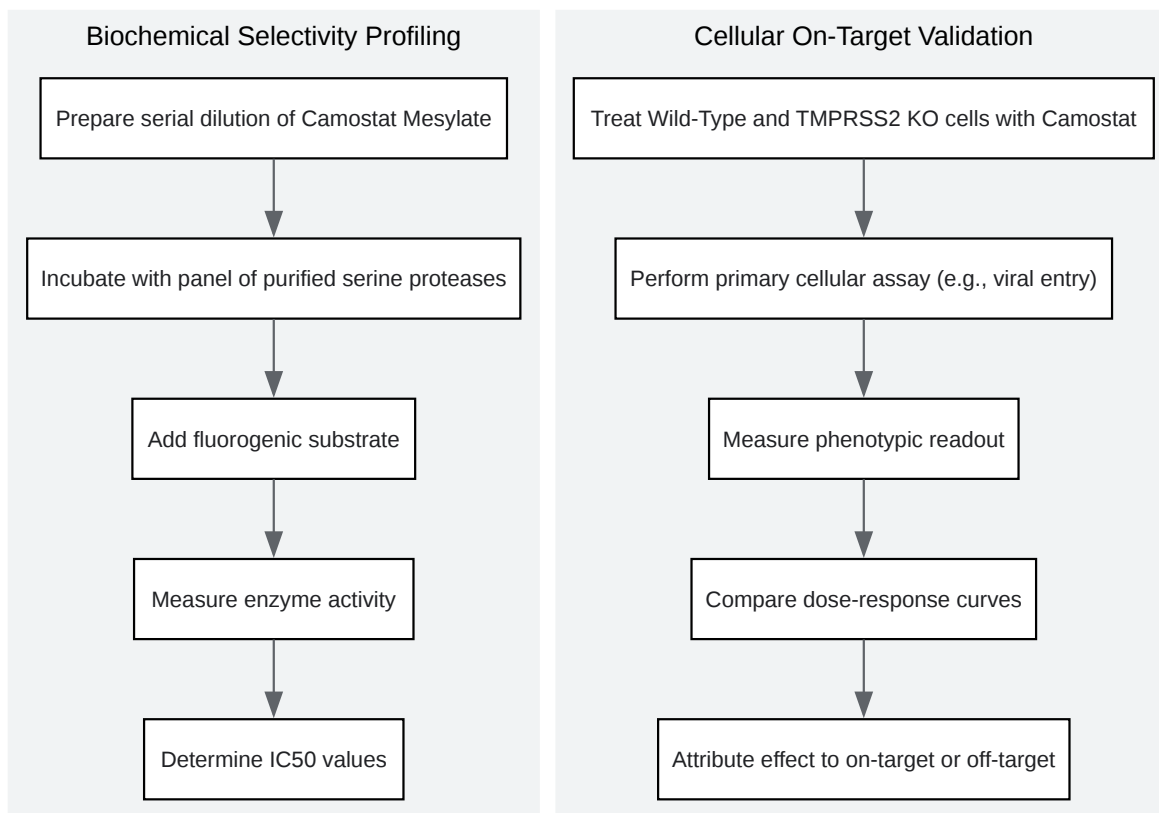 Biochemical Selectivity Profiling
Prepare serial dilution of Camostat Mesylate
Incubate with panel of purified serine proteases
Add fluorogenic substrate
Measure enzyme activity
Determine IC50 values
Cellular On-Target Validation
Treat Wild-Type and TMPRSS2 KO cells with Camostat
Perform primary cellular assay (e.g., viral entry)
Measure phenotypic readout
Compare dose-response curves
Attribute effect to on-target or off-target